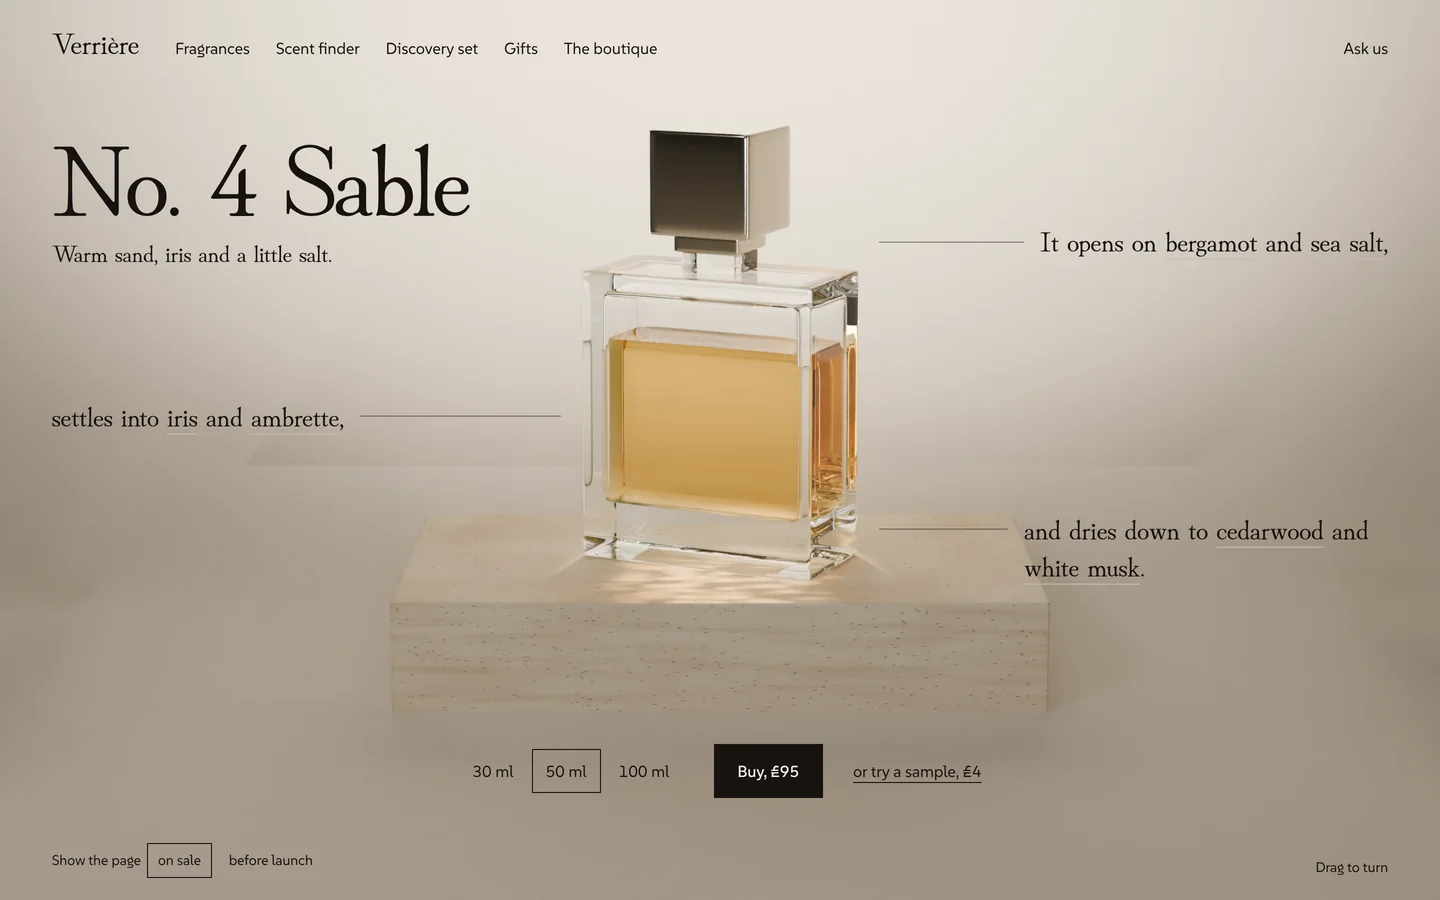 Verrière
Fragrances
Scent finder
Discovery set
Gifts
The boutique
Ask us
No. 4 Sable
Warm sand, iris and a little salt.
It opens on bergamot and sea salt,
settles into iris and ambrette,
and dries down to cedarwood and
white musk.
30 ml
50 ml
100 ml
Buy, £95
or try a sample, £4
Show the page
on sale
before launch
Drag to turn